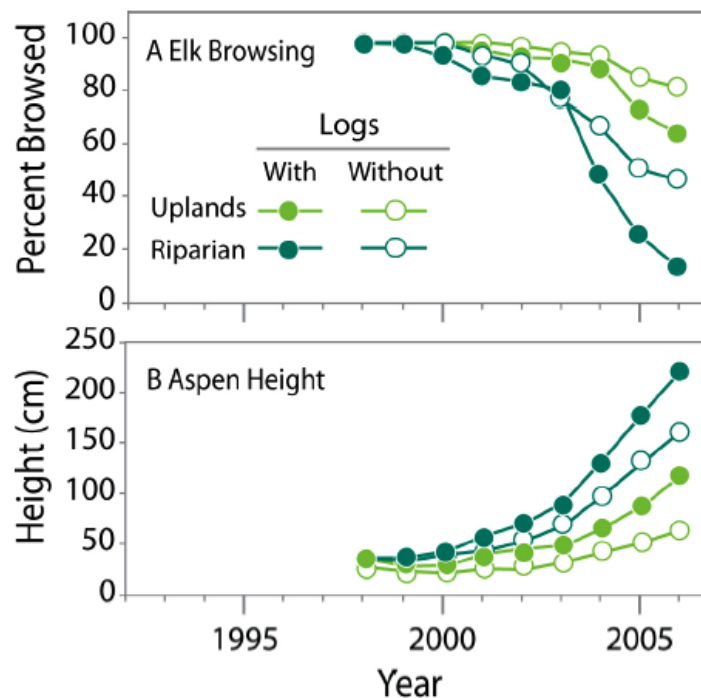 100
80
60
40
20
0
Percent Browsed
A Elk Browsing
Logs
With Without
Uplands
Riparian
250
200
150
100
50
0
Height (cm)
B Aspen Height
1995 2000 2005
Year